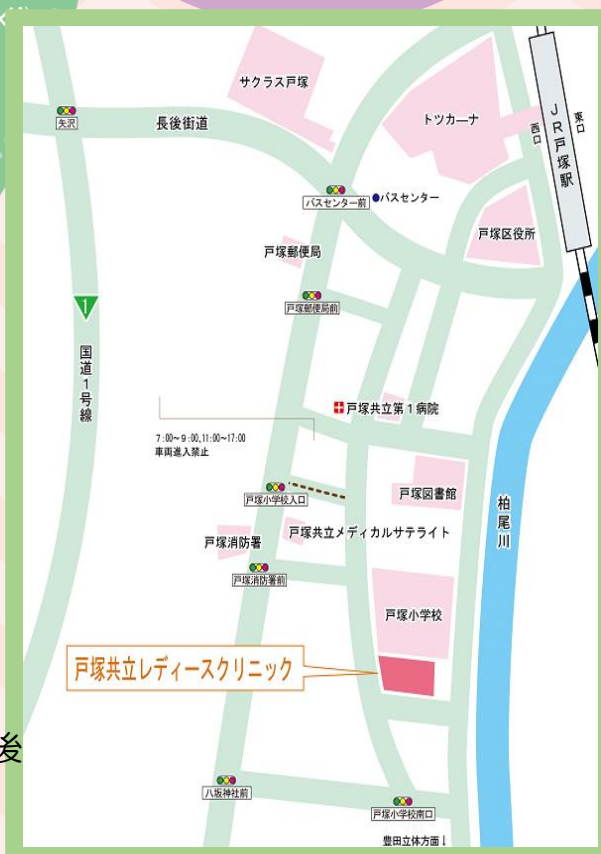 サクラス戸塚
トツカーナ
JR戸塚駅
東口
西口
矢沢
長後街道
バスセンター前
バスセンター
戸塚区役所
戸塚郵便局
戸塚郵便局前
1
国道1号線
戸塚共立第1病院
7:00~9:00,11:00~17:00
車両進入禁止
戸塚小学校入口
戸塚図書館
柏尾川
戸塚消防署
戸塚共立メディカルサテライト
戸塚消防署前
戸塚小学校
戸塚共立レディースクリニック
後
八坂神社前
戸塚小学校南口
豊田立体方面↓